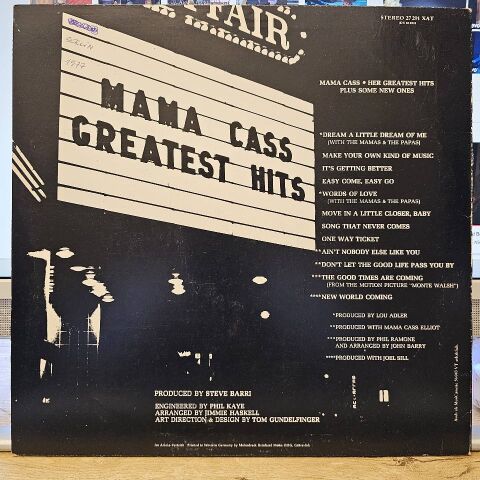 TAIR
STEREO 27 291 XAT
1977
MAMA CASS
GREATEST HITS
MAMA CASS • HER GREATEST HITS
PLUS SOME NEW ONES
*DREAM A LITTLE DREAM OF ME
(WITH THE MAMAS & THE PAPAS)
MAKE YOUR OWN KIND OF MUSIC
IT'S GETTING BETTER
EASY COME, EASY GO
*WORDS OF LOVE
(WITH THE MAMAS & THE PAPAS)
MOVE IN A LITTLE CLOSER, BABY
SONG THAT NEVER COMES
ONE WAY TICKET
**AIN'T NOBODY ELSE LIKE YOU
**DON'T LET THE GOOD LIFE PASS YOU BY
***THE GOOD TIMES ARE COMING
(FROM THE MOTION PICTURE "MONTE WALSH")
****NEW WORLD COMING
*PRODUCED BY LOU ADLER
**PRODUCED WITH MAMA CASS ELLIOT
***PRODUCED BY PHIL RAMONE
AND ARRANGED BY JOHN BARRY
****PRODUCED WITH JOEL SILL
PRODUCED BY STEVE BARRI
ENGINEERED BY PHIL KAYE
ARRANGED BY JIMMIE HASKELL
ART DIRECTION & DESIGN BY TOM GUNDELFINGER